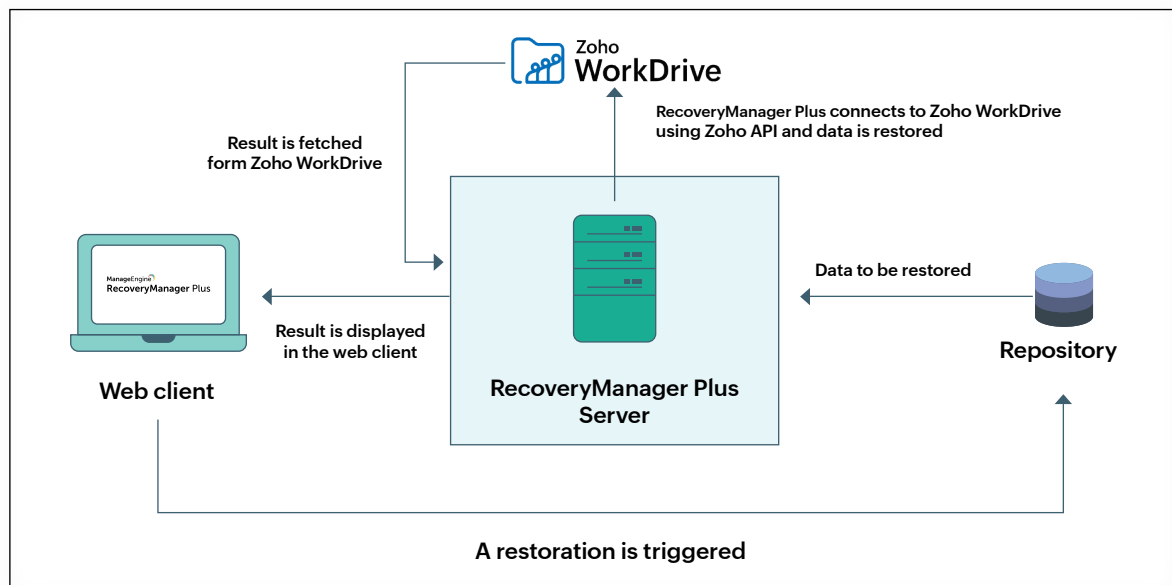 Zoho
WorkDrive
RecoveryManager Plus connects to Zoho WorkDrive
using Zoho API and data is restored
Result is fetched
form Zoho WorkDrive
ManageEngine
RecoveryManager Plus
Data to be restored
Result is displayed
in the web client
Repository
Web client
RecoveryManager Plus
Server
A restoration is triggered